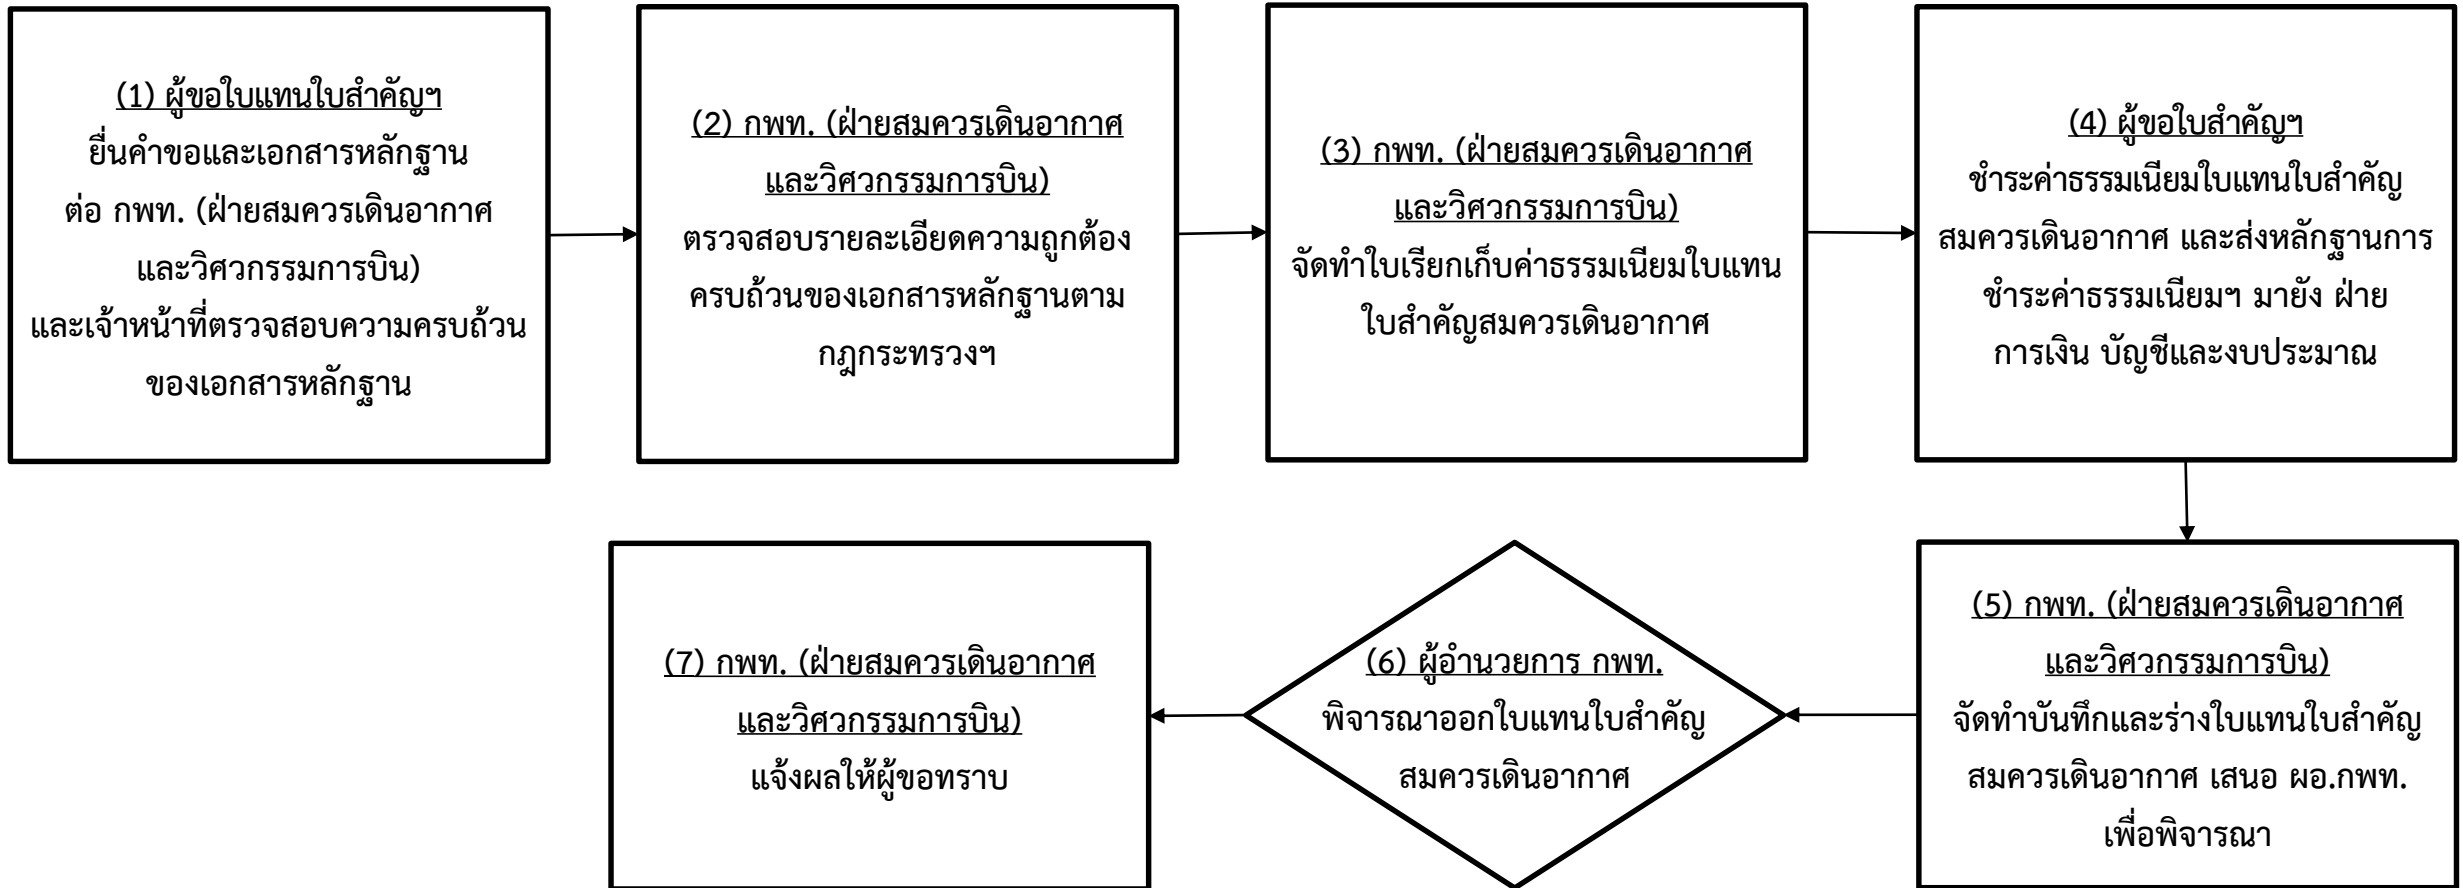 (1) ผู้ขอใบแทนใบสำคัญฯ
ยื่นคำขอและเอกสารหลักฐาน
ต่อ กพท. (ฝ่ายสมควรเดินอากาศ
และวิศวกรรมการบิน)
และเจ้าหน้าที่ตรวจสอบความครบถ้วน
ของเอกสารหลักฐาน
(2) กพท. (ฝ่ายสมควรเดินอากาศ
และวิศวกรรมการบิน)
ตรวจสอบรายละเอียดความถูกต้อง
ครบถ้วนของเอกสารหลักฐานตาม
กฎกระทรวงฯ
(3) กพท. (ฝ่ายสมควรเดินอากาศ
และวิศวกรรมการบิน)
จัดทำใบเรียกเก็บค่าธรรมเนียมใบแทน
ใบสำคัญสมควรเดินอากาศ
(4) ผู้ขอใบสำคัญฯ
ชำระค่าธรรมเนียมใบแทนใบสำคัญ
สมควรเดินอากาศ และส่งหลักฐานการ
ชำระค่าธรรมเนียมฯ มายัง ฝ่าย
การเงิน บัญชีและงบประมาณ
(5) กพท. (ฝ่ายสมควรเดินอากาศ
และวิศวกรรมการบิน)
จัดทำบันทึกและร่างใบแทนใบสำคัญ
สมควรเดินอากาศ เสนอ ผอ.กพท.
เพื่อพิจารณา
(6) ผู้อำนวยการ กพท.
พิจารณาออกใบแทนใบสำคัญ
สมควรเดินอากาศ
(7) กพท. (ฝ่ายสมควรเดินอากาศ
และวิศวกรรมการบิน)
แจ้งผลให้ผู้ขอทราบ